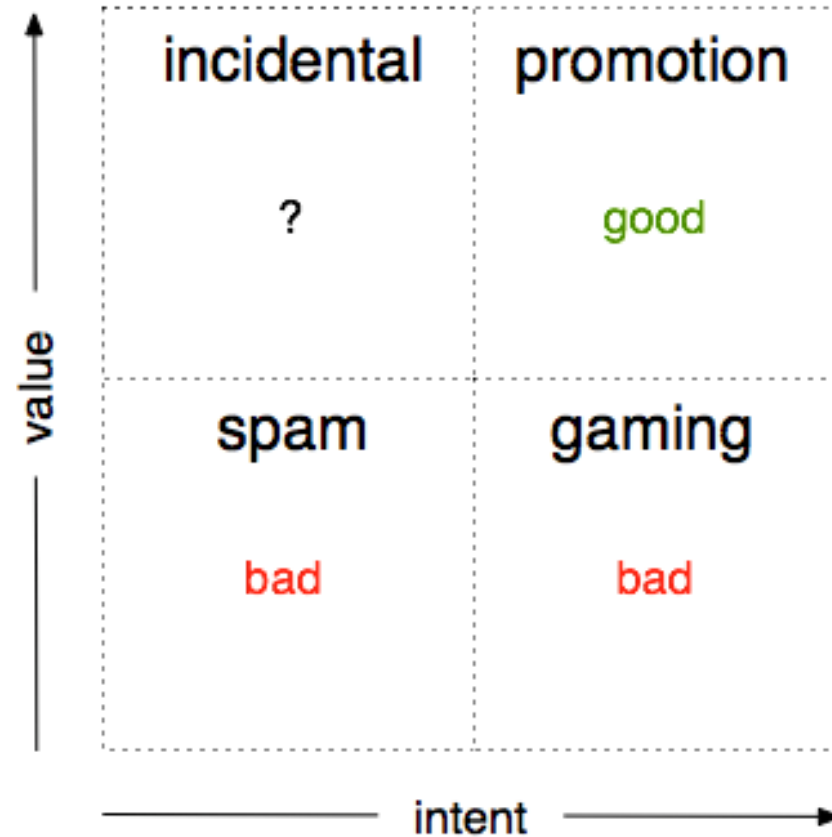 incidental promotion
? good
value
spam gaming
bad bad
intent